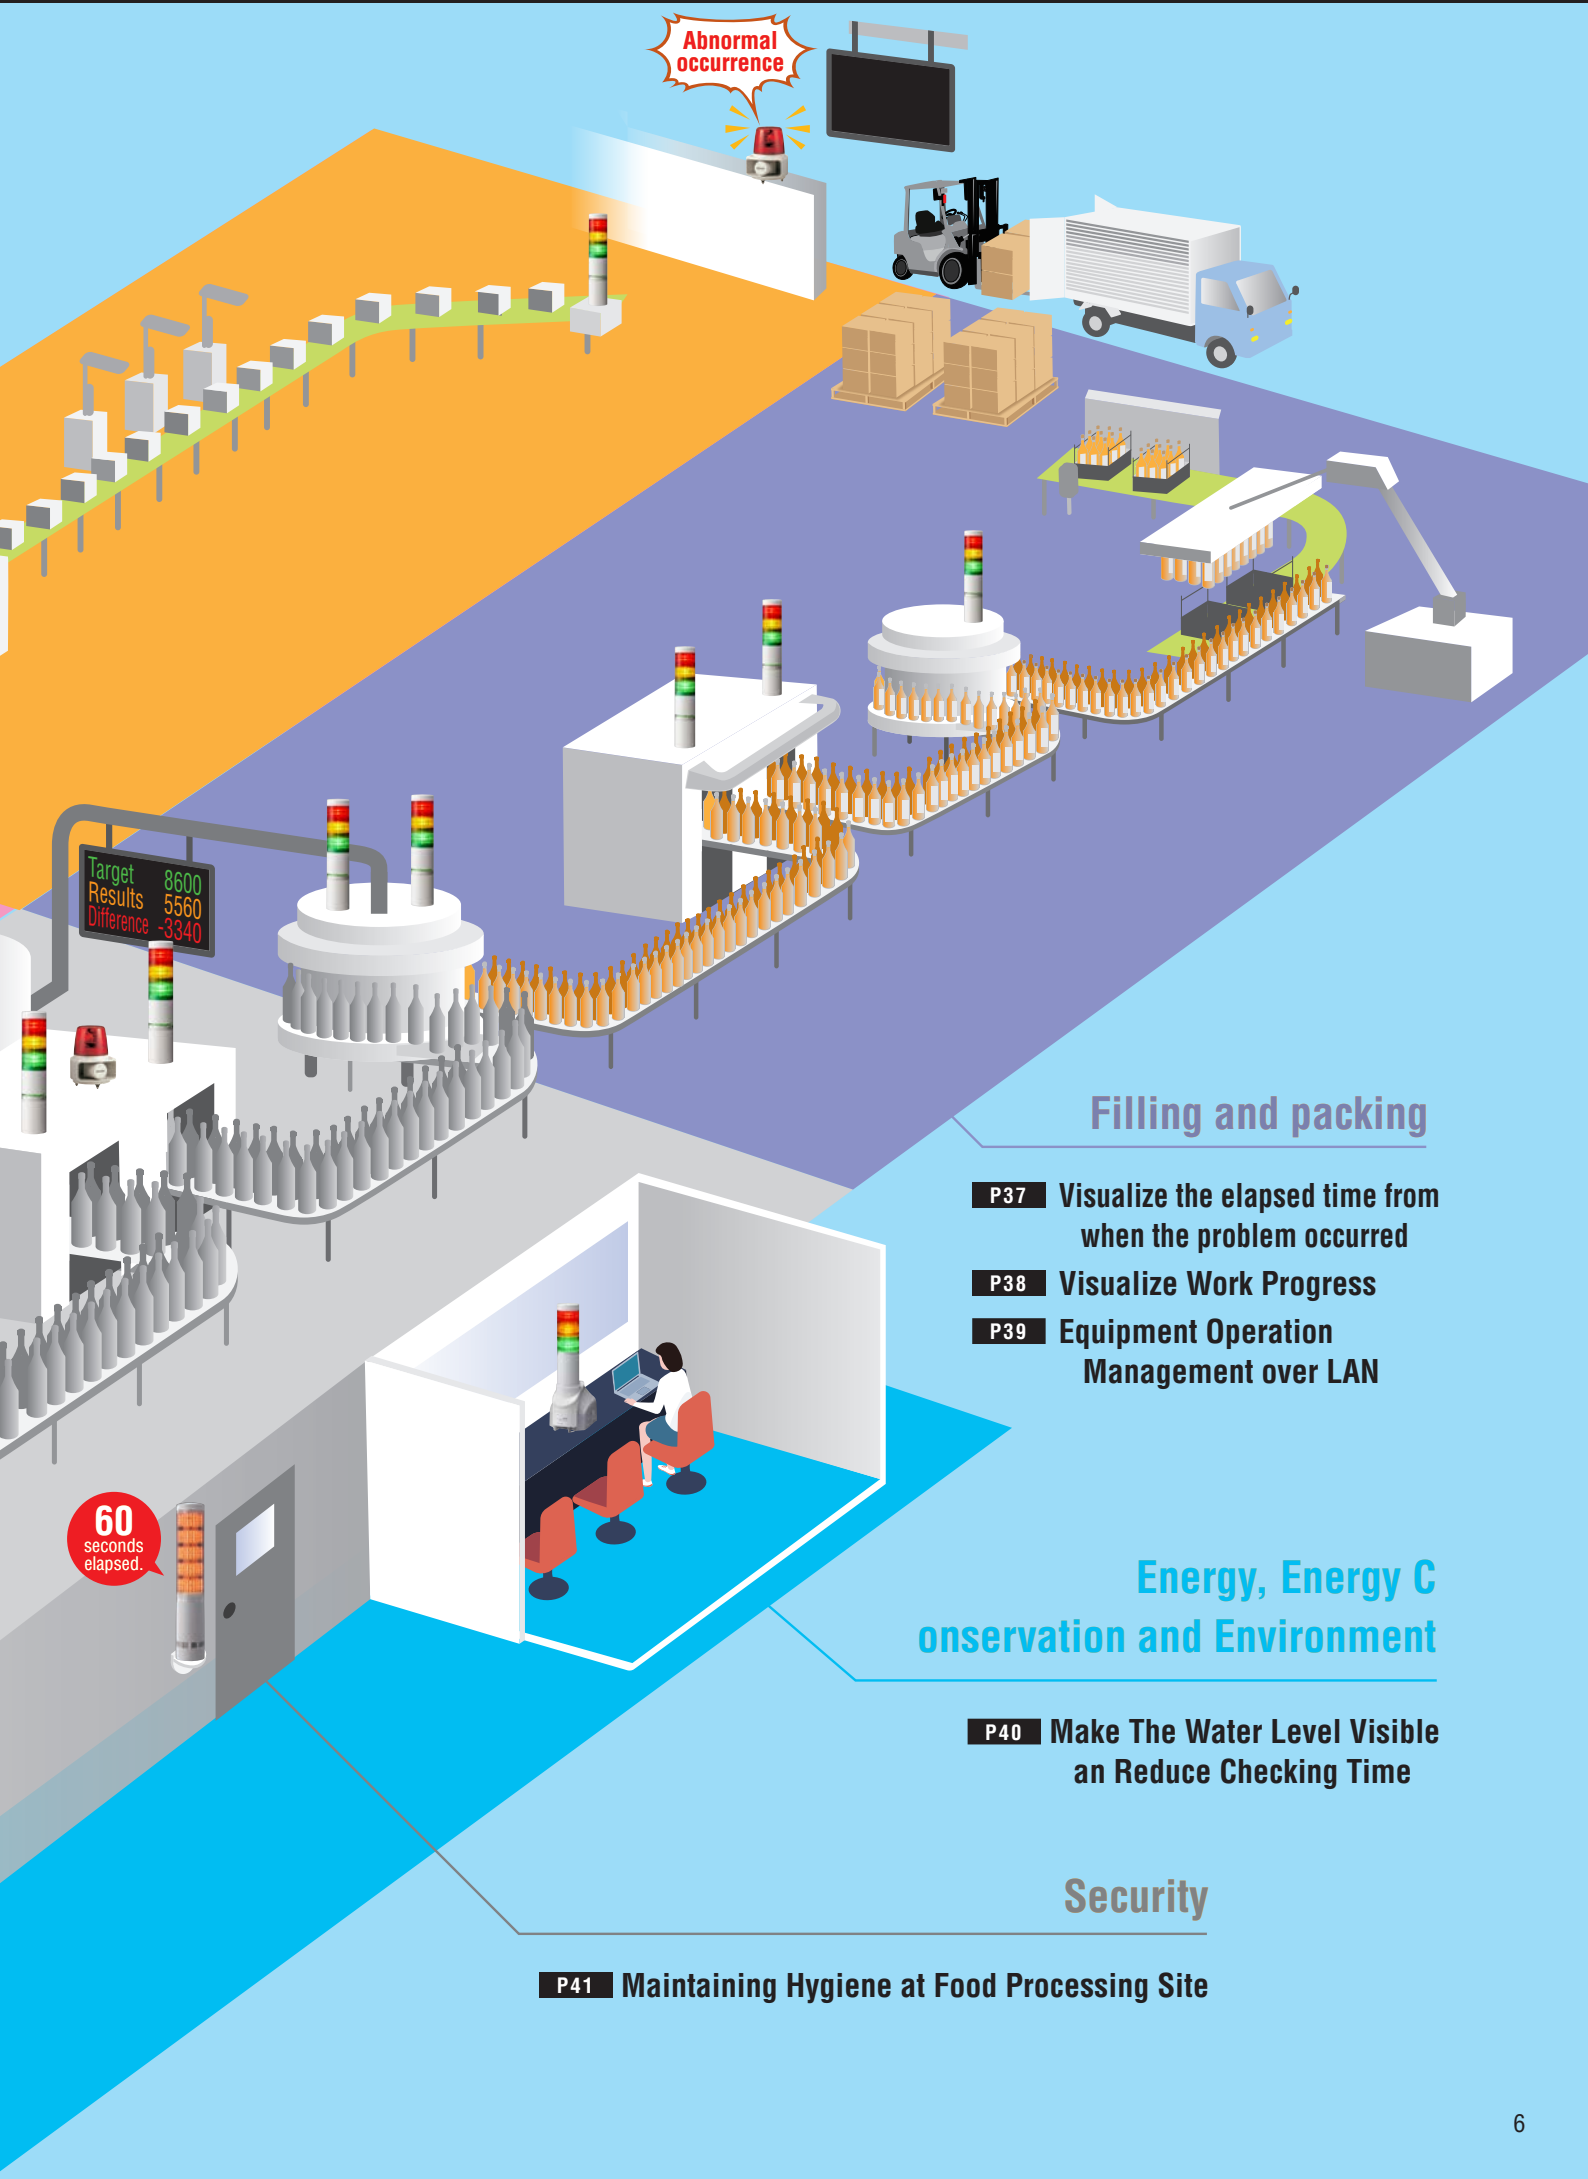 Abnormal
occurrence
Target 8600
Results 5560
Difference -3340
Filling and packing
P37 Visualize the elapsed time from
when the problem occurred
P38 Visualize Work Progress
P39 Equipment Operation
Management over LAN
60
seconds
elapsed.
Energy, Energy C
onservation and Environment
P40 Make The Water Level Visible
an Reduce Checking Time
Security
P41 Maintaining Hygiene at Food Processing Site
6